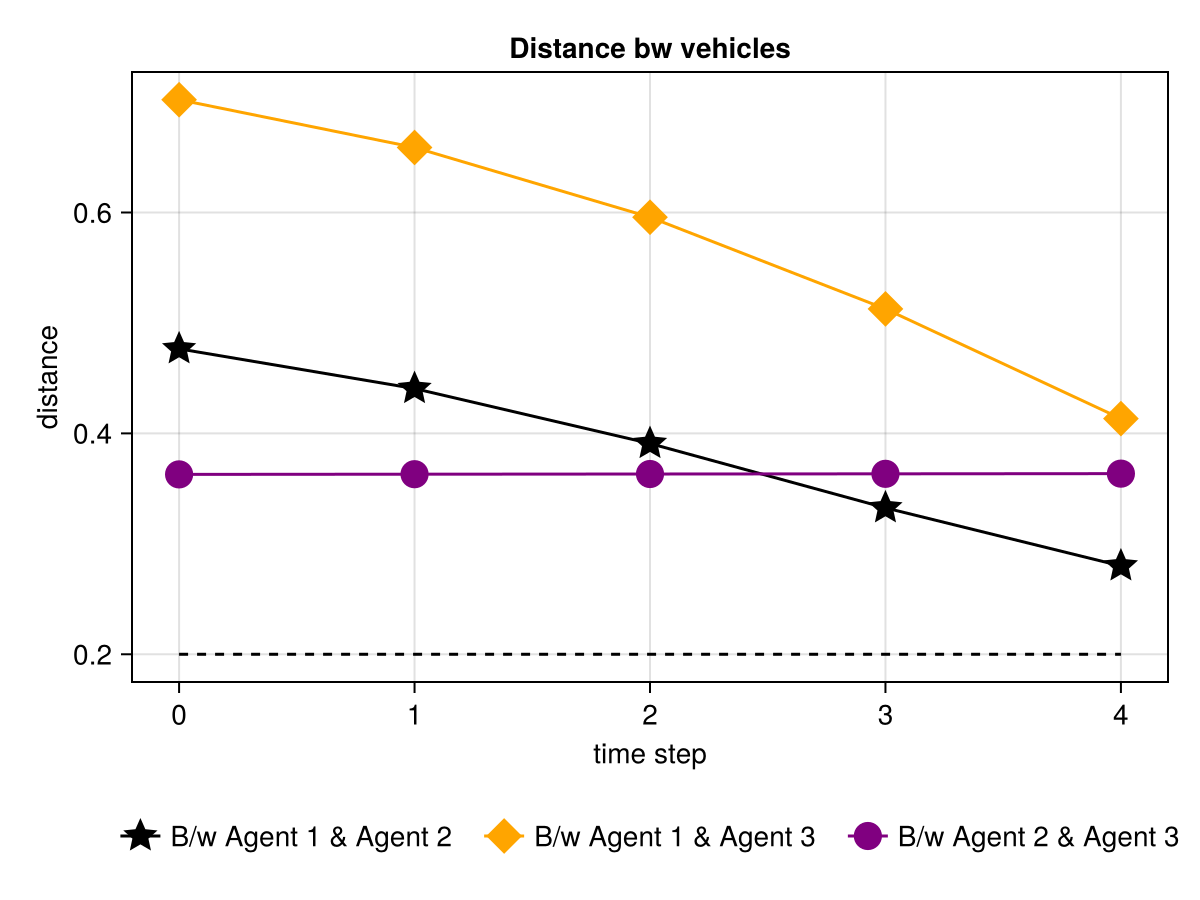 Distance bw vehicles
distance
0.6
0.4
0.2
0 1 2 3 4
time step
B/w Agent 1 & Agent 2 B/w Agent 1 & Agent 3 B/w Agent 2 & Agent 3